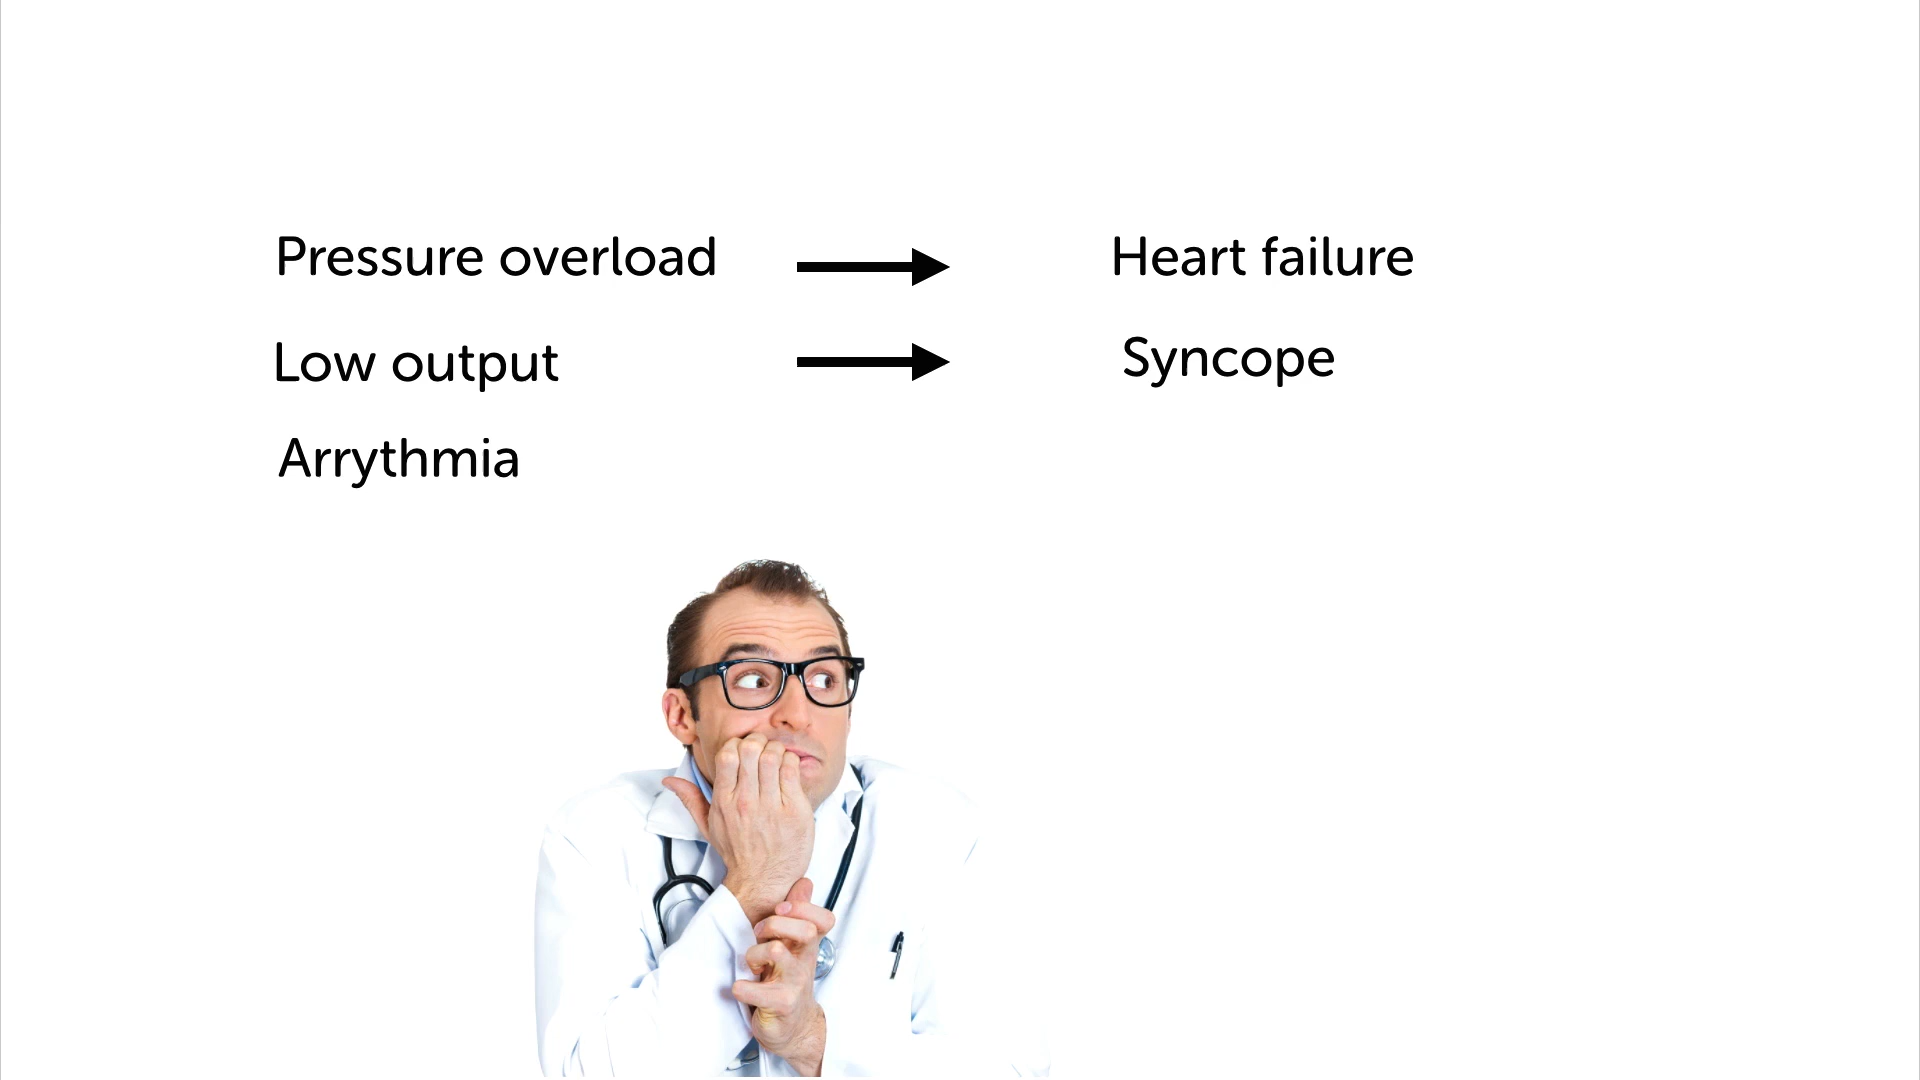 Pressure overload
Heart failure
Low output
Syncope
Arrythmia